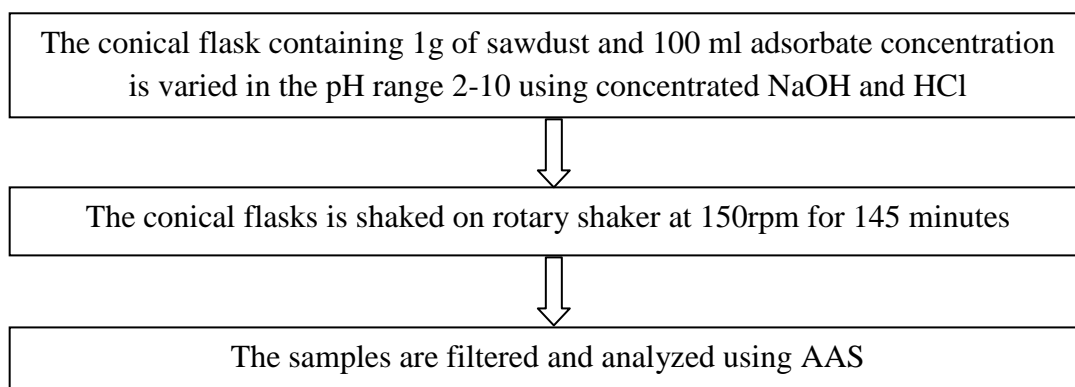 The conical flask containing 1g of sawdust and 100 ml adsorbate concentration
is varied in the pH range 2-10 using concentrated NaOH and HCl
The conical flasks is shaked on rotary shaker at 150rpm for 145 minutes
The samples are filtered and analyzed using AAS